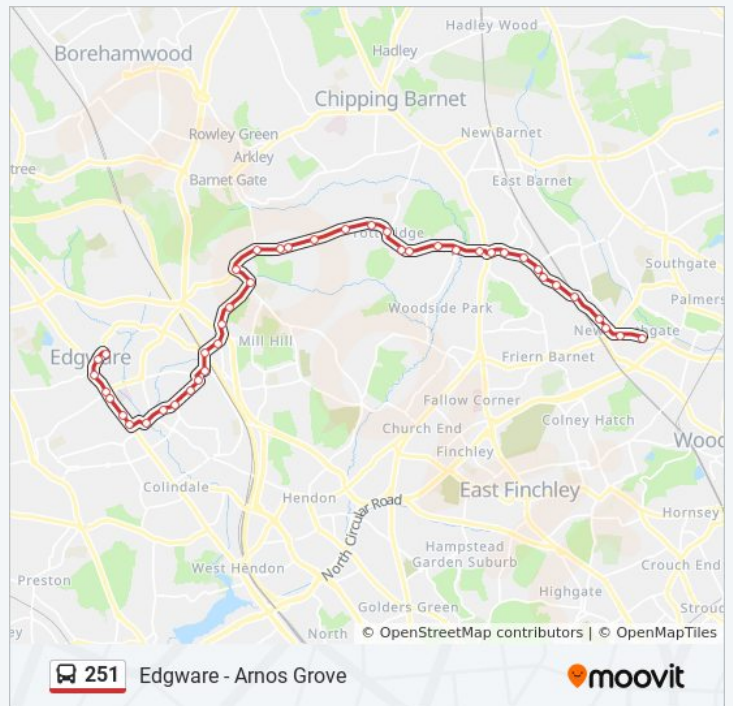 Hadley Wood
Borehamwood
Hadley
Chipping Barnet
Rowley Green
New Barnet
Arkley
tree
Barnet Gate
East Barnet
Southgate
Palmers
Woodside Park
Edgware
Mill Hill
Friern Barnet
Fallow Corner
Colney Hatch
Church End
Wood
Finchley
Colindale
Hendon
East Finchley
North Circular Road
Hornsey
Hampstead
Garden Suburb
West Hendon
Crouch End
Preston
Highgate
Golders Green
Stroud
ey
North
© OpenStreetMap contributors | © OpenMapTiles
251 Edgware - Arnos Grove
moovit